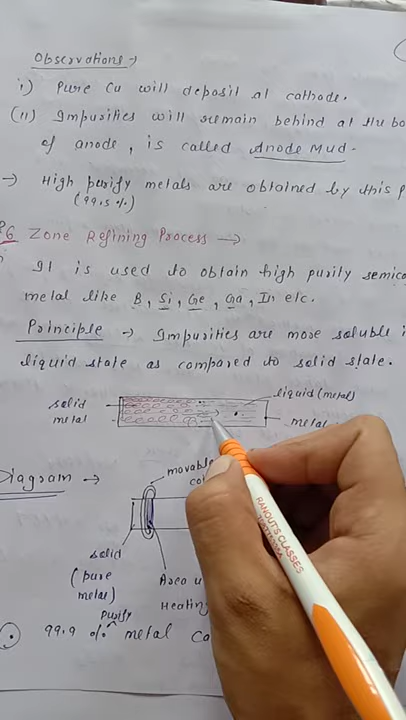 Observations →
i) Pure Cu will deposit at cathode.
(ii) Impurities will remain behind at the bo
of anode, is called Anode Mud.
→ High purity metals are obtained by this p
(99.5 %)
Zone Refining Process →
It is used to obtain high purity semico
metal like B, Si, Ge, Ga, In etc.
Principle → Impurities are more soluble i
liquid state as compared to solid state.
solid metal
liquid (metal)
metal
Diagram →
movable
co
solid
(pure metal)
Area u
Heating
Purity
99.9 % metal ca
RANOUT'S CLASSES